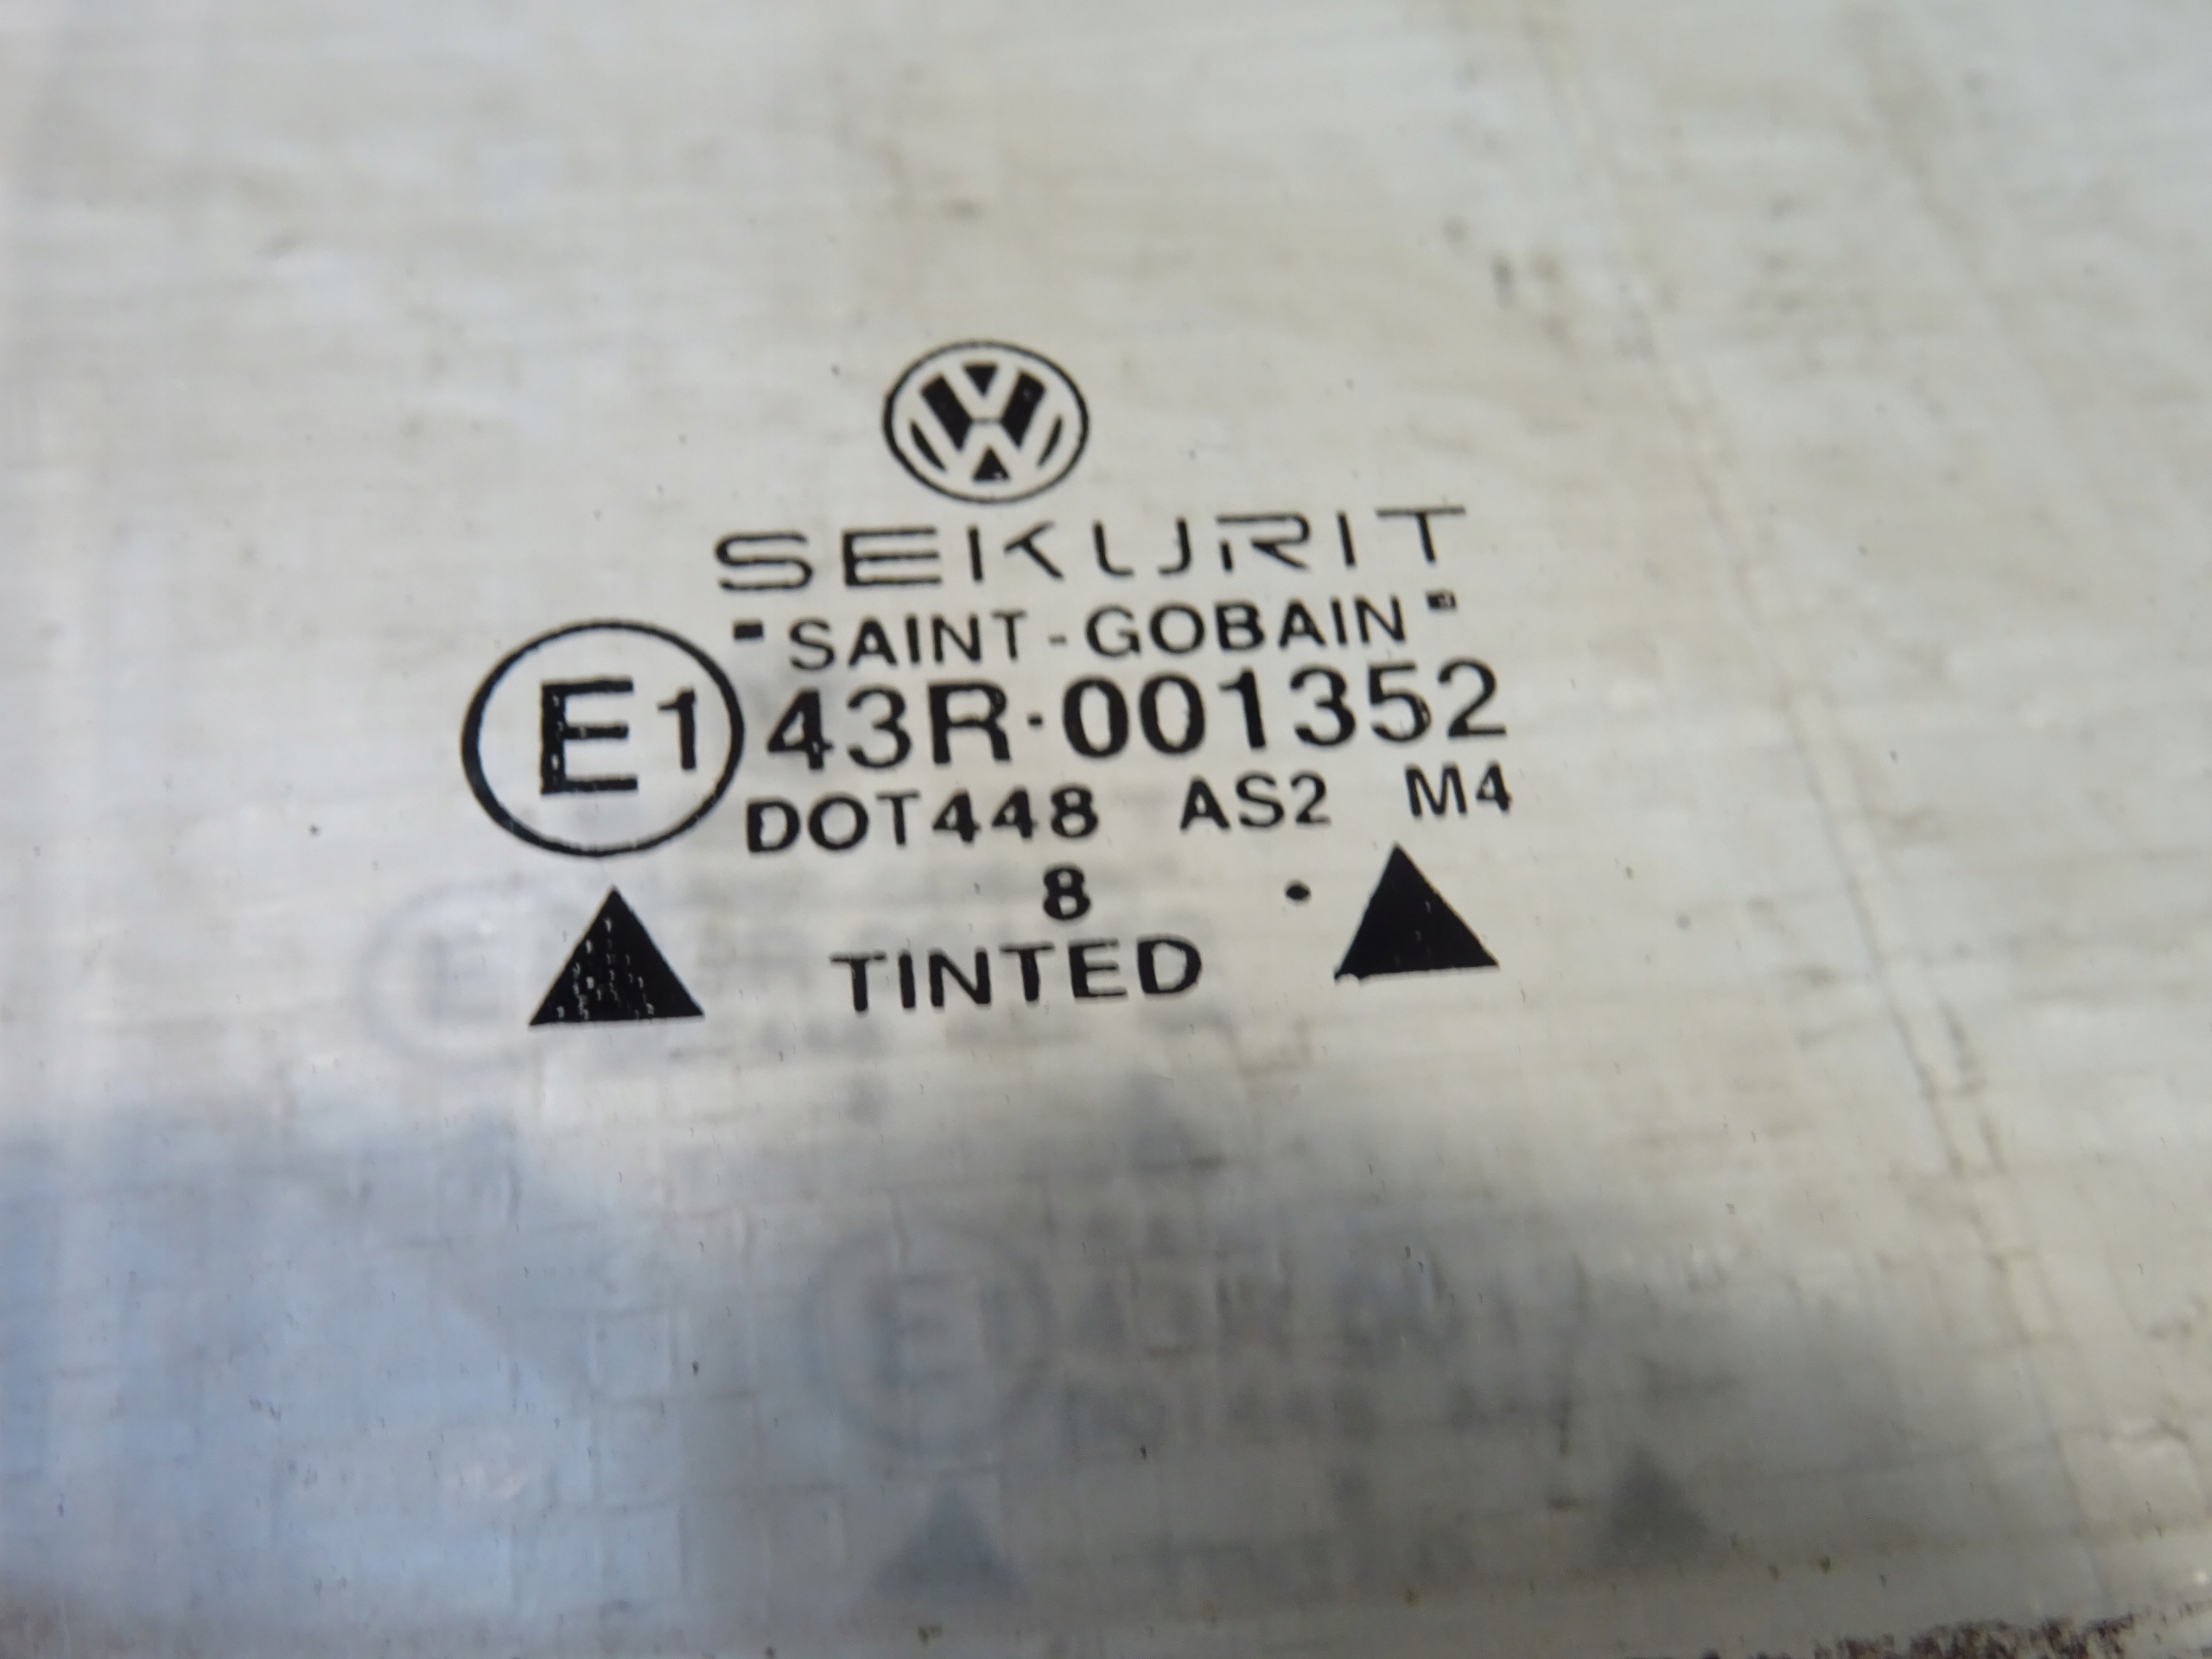 SEKURIT
"SAINT-GOBAIN"
E1 43R·001352
DOT448 AS2 M4
8 ·
TINTED